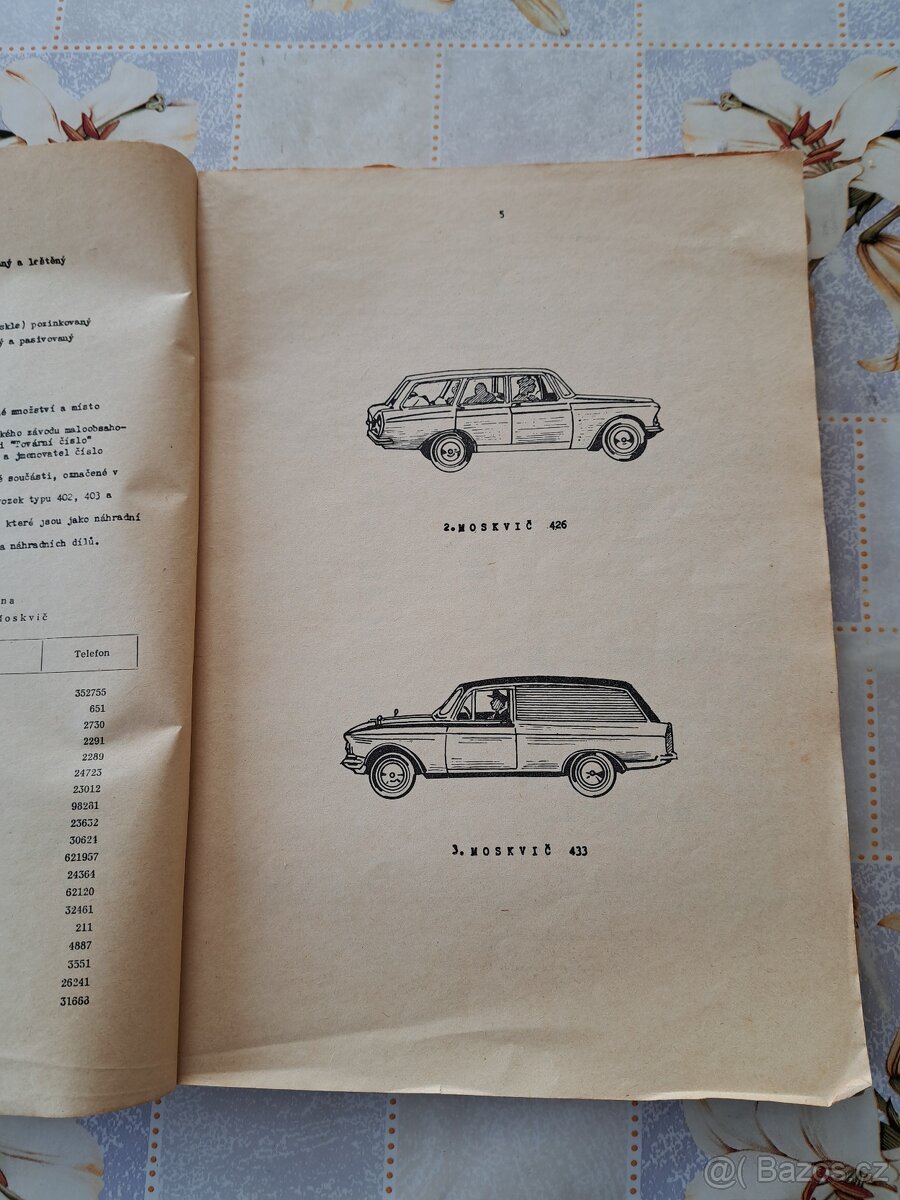 ný a leštěný
skle) pozinkovaný
ý a pasivovaný
é množství a místo
kého závodu maloobsaho-
i "Tovární číslo"
a jmenovatel číslo
é součásti, označené v
vozek typu 402, 403 a
které jsou jako náhradní
a náhradních dílů.
na
Moskvič
Telefon
352755
651
2730
2291
2289
24723
23012
98281
23632
30624
621957
24364
62120
32461
211
4887
3551
26241
31663
5
2. MOSKVIČ 426
3. MOSKVIČ 433
@( Bazos.cz